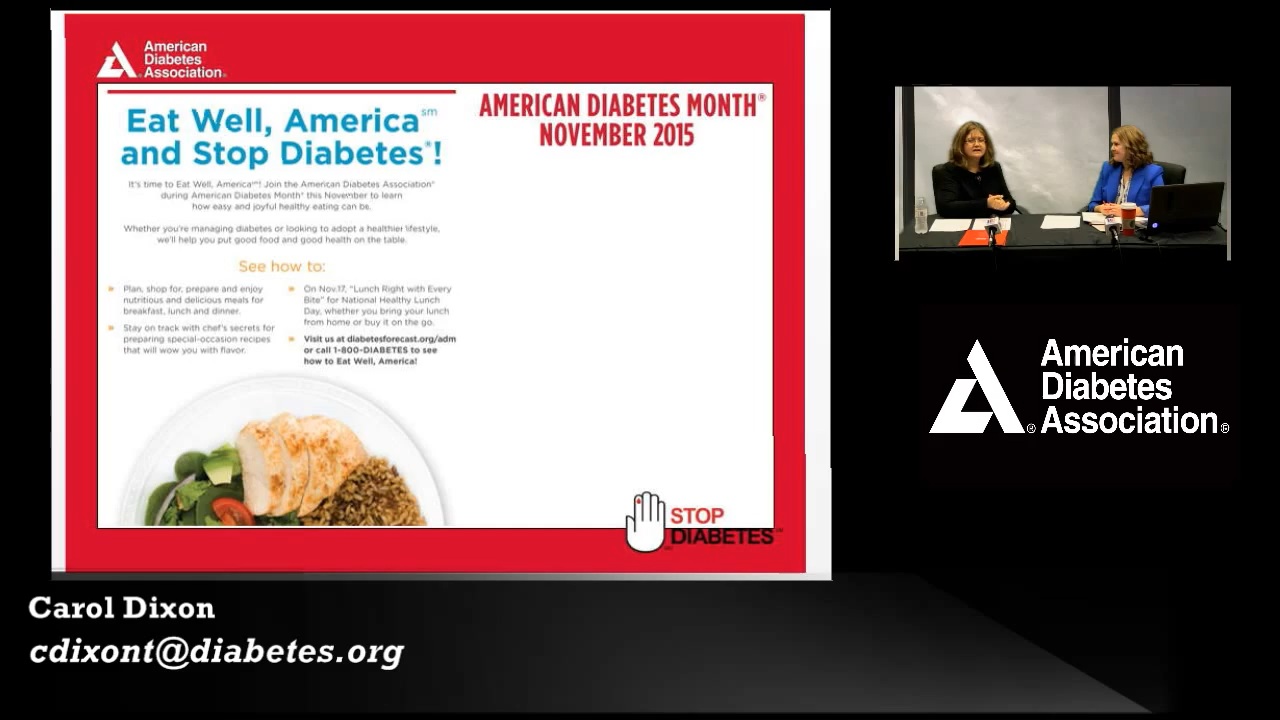 American
Diabetes
Association®
Eat Well, America℠
and Stop Diabetes®!
It's time to Eat Well, America℠! Join the American Diabetes Association®
during American Diabetes Month® this November to learn
how easy and joyful healthy eating can be.
Whether you're managing diabetes or looking to adopt a healthier lifestyle,
we'll help you put good food and good health on the table.
See how to:
Plan, shop for, prepare and enjoy
nutritious and delicious meals for
breakfast, lunch and dinner.
Stay on track with chef's secrets for
preparing special-occasion recipes
that will wow you with flavor.
On Nov.17, "Lunch Right with Every
Bite" for National Healthy Lunch
Day, whether you bring your lunch
from home or buy it on the go.
Visit us at diabetesforecast.org/adm
or call 1-800-DIABETES to see
how to Eat Well, America!
AMERICAN DIABETES MONTH®
NOVEMBER 2015
STOP
DIABETES
American
Diabetes
Association®
Carol Dixon
cdixont@diabetes.org